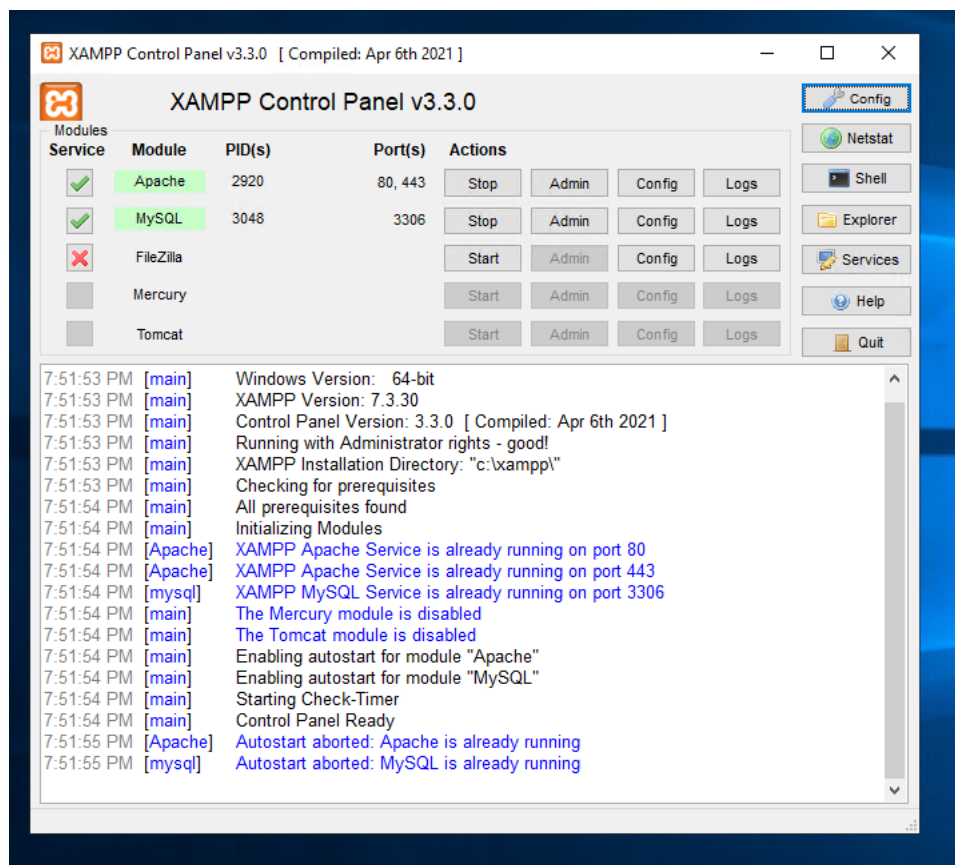 XAMPP Control Panel v3.3.0 [ Compiled: Apr 6th 2021 ]
XAMPP Control Panel v3.3.0
Config
Modules
Netstat
Service Module PID(s) Port(s) Actions
Apache 2920 80, 443 Stop Admin Config Logs
Shell
MySQL 3048 3306 Stop Admin Config Logs
Explorer
FileZilla Start Admin Config Logs
Services
Mercury Start Admin Config Logs
Help
Tomcat Start Admin Config Logs
Quit
7:51:53 PM [main] Windows Version: 64-bit
7:51:53 PM [main] XAMPP Version: 7.3.30
7:51:53 PM [main] Control Panel Version: 3.3.0 [ Compiled: Apr 6th 2021 ]
7:51:53 PM [main] Running with Administrator rights - good!
7:51:53 PM [main] XAMPP Installation Directory: "c:\xampp\"
7:51:53 PM [main] Checking for prerequisites
7:51:54 PM [main] All prerequisites found
7:51:54 PM [main] Initializing Modules
7:51:54 PM [Apache] XAMPP Apache Service is already running on port 80
7:51:54 PM [Apache] XAMPP Apache Service is already running on port 443
7:51:54 PM [mysql] XAMPP MySQL Service is already running on port 3306
7:51:54 PM [main] The Mercury module is disabled
7:51:54 PM [main] The Tomcat module is disabled
7:51:54 PM [main] Enabling autostart for module "Apache"
7:51:54 PM [main] Enabling autostart for module "MySQL"
7:51:54 PM [main] Starting Check-Timer
7:51:54 PM [main] Control Panel Ready
7:51:55 PM [Apache] Autostart aborted: Apache is already running
7:51:55 PM [mysql] Autostart aborted: MySQL is already running